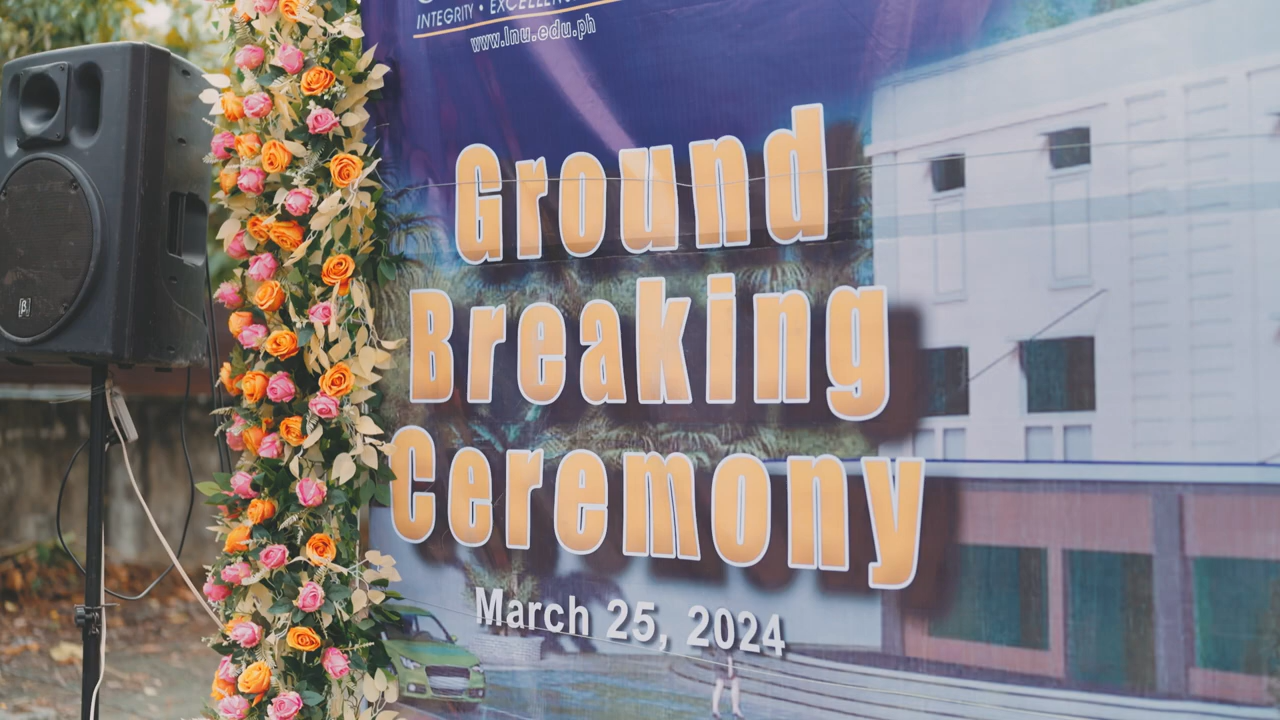 INTEGRITY • EXCELLENCE
www.lnu.edu.ph
Ground
Breaking
Ceremony
March 25, 2024